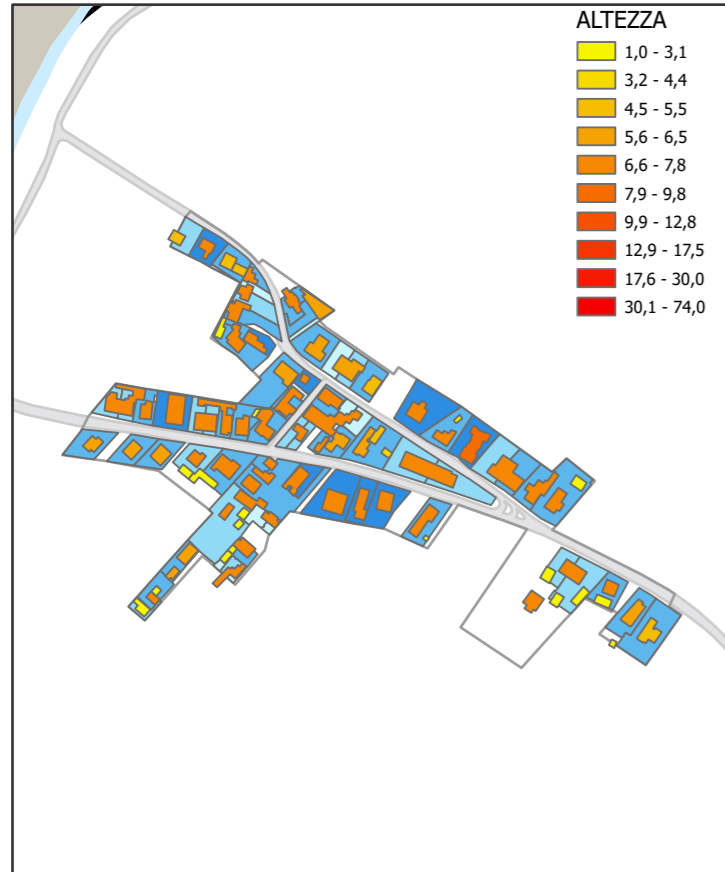 ALTEZZA
1,0 - 3,1
3,2 - 4,4
4,5 - 5,5
5,6 - 6,5
6,6 - 7,8
7,9 - 9,8
9,9 - 12,8
12,9 - 17,5
17,6 - 30,0
30,1 - 74,0